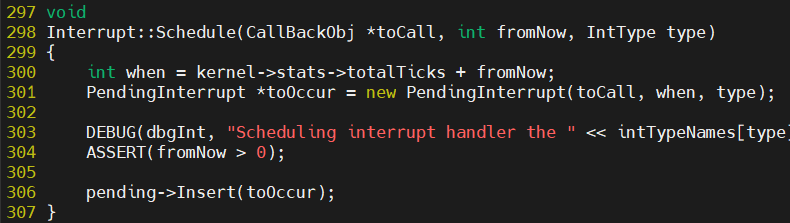 297 void
298 Interrupt::Schedule(CallBackObj *toCall, int fromNow, IntType type)
299 {
300     int when = kernel->stats->totalTicks + fromNow;
301     PendingInterrupt *toOccur = new PendingInterrupt(toCall, when, type);
302
303     DEBUG(dbgInt, "Scheduling interrupt handler the " << intTypeNames[type]
304     ASSERT(fromNow > 0);
305
306     pending->Insert(toOccur);
307 }